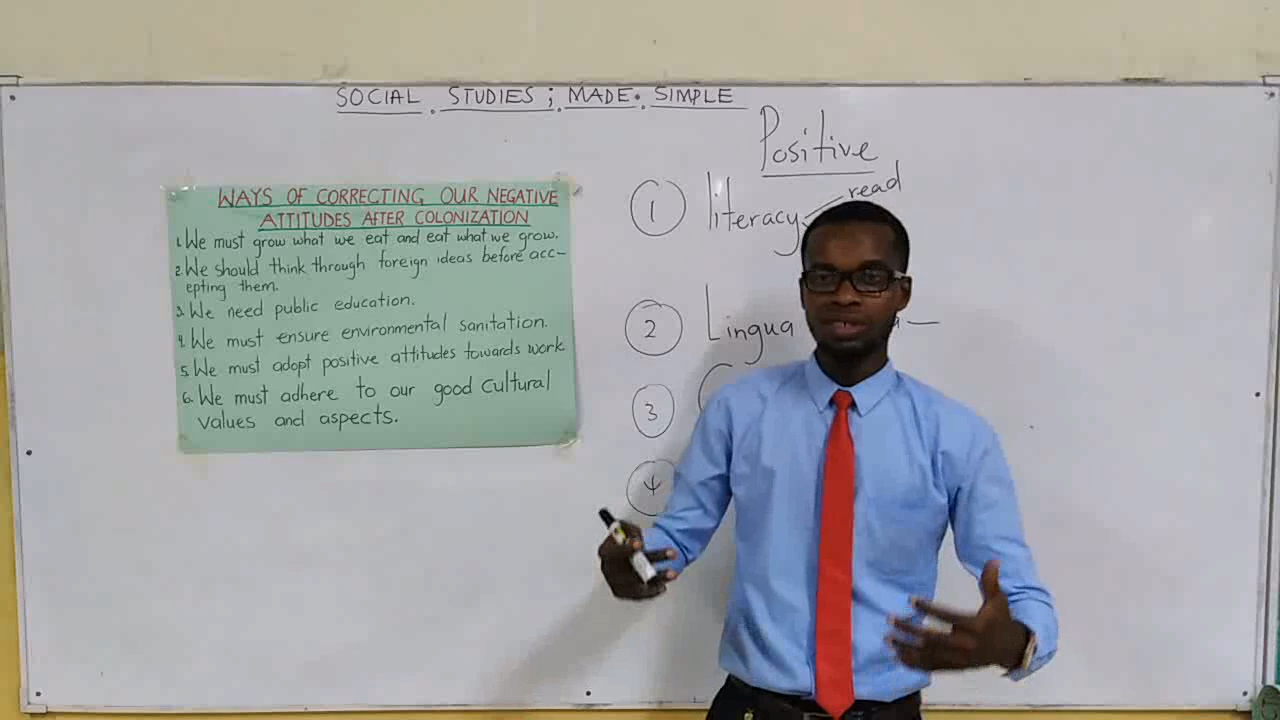 SOCIAL STUDIES ; MADE SIMPLE
WAYS OF CORRECTING OUR NEGATIVE
ATTITUDES AFTER COLONIZATION
1. We must grow what we eat and eat what we grow.
2. We should think through foreign ideas before acc-
epting them.
3. We need public education.
4. We must ensure environmental sanitation.
5. We must adopt positive attitudes towards work
6. We must adhere to our good cultural
values and aspects.
Positive
1 literacy read
2 Lingua
3
4